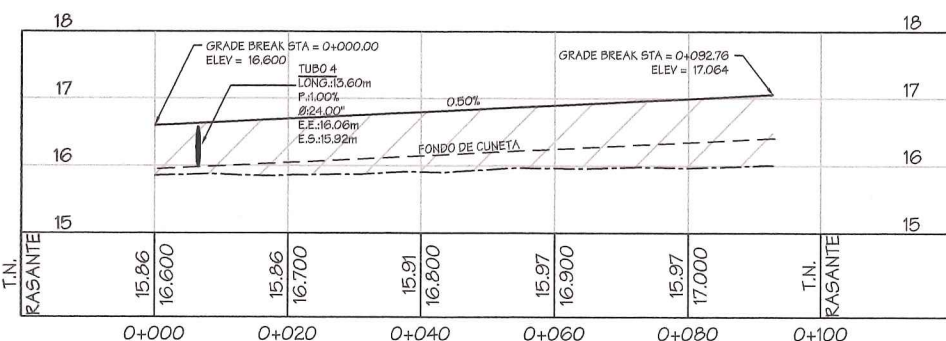 18
18
GRADE BREAK STA = 0+000.00
ELEV = 16.600
GRADE BREAK STA = 0+092.76
ELEV = 17.064
TUBO 4
LONG.:13.60m
P.:1.00%
Ø:24.00"
E.E.:16.06m
E.S.:15.92m
17
17
0.50%
FONDO DE CUNETA
16
16
15
15
T.N.
RASANTE
15.86
16.600
15.86
16.700
15.91
16.800
15.97
16.900
15.97
17.000
T.N.
RASANTE
0+000
0+020
0+040
0+060
0+080
0+100